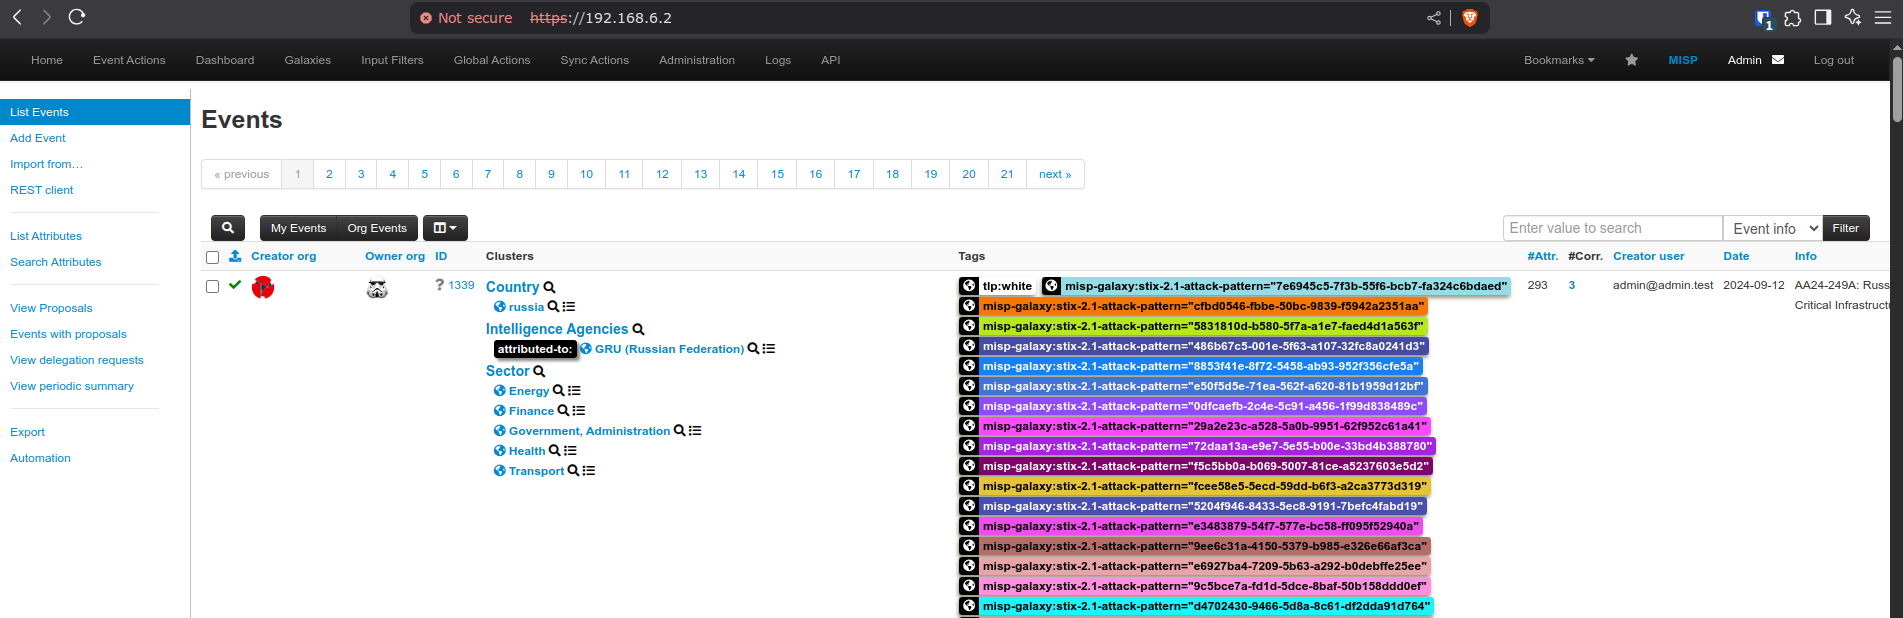 Not secure https://192.168.6.2
1
Home Event Actions Dashboard Galaxies Input Filters Global Actions Sync Actions Administration Logs API Bookmarks MISP Admin Log out
List Events
Add Event
Import from…
REST client
List Attributes
Search Attributes
View Proposals
Events with proposals
View delegation requests
View periodic summary
Export
Automation
Events
« previous 1 2 3 4 5 6 7 8 9 10 11 12 13 14 15 16 17 18 19 20 21 next »
My Events Org Events Enter value to search Event info Filter
Creator org Owner org ID Clusters Tags #Attr. #Corr. Creator user Date Info
? 1339
Country
russia
Intelligence Agencies
attributed-to: GRU (Russian Federation)
Sector
Energy
Finance
Government, Administration
Health
Transport
tlp:white misp-galaxy:stix-2.1-attack-pattern="7e6945c5-7f3b-55f6-bcb7-fa324c6bdaed"
misp-galaxy:stix-2.1-attack-pattern="cfbd0546-fbbe-50bc-9839-f5942a2351aa"
misp-galaxy:stix-2.1-attack-pattern="5831810d-b580-5f7a-a1e7-faed4d1a563f"
misp-galaxy:stix-2.1-attack-pattern="486b67c5-001e-5f63-a107-32fc8a0241d3"
misp-galaxy:stix-2.1-attack-pattern="8853f41e-8f72-5458-ab93-952f356cfe5a"
misp-galaxy:stix-2.1-attack-pattern="e50f5d5e-71ea-562f-a620-81b1959d12bf"
misp-galaxy:stix-2.1-attack-pattern="0dfcaefb-2c4e-5c91-a456-1f99d838489c"
misp-galaxy:stix-2.1-attack-pattern="29a2e23c-a528-5a0b-9951-62f952c61a41"
misp-galaxy:stix-2.1-attack-pattern="72daa13a-e9e7-5e55-b00e-33bd4b388780"
misp-galaxy:stix-2.1-attack-pattern="f5c5bb0a-b069-5007-81ce-a5237603e5d2"
misp-galaxy:stix-2.1-attack-pattern="fcee58e5-5ecd-59dd-b6f3-a2ca3773d319"
misp-galaxy:stix-2.1-attack-pattern="5204f946-8433-5ec8-9191-7befc4fabd19"
misp-galaxy:stix-2.1-attack-pattern="e3483879-54f7-577e-bc58-ff095f52940a"
misp-galaxy:stix-2.1-attack-pattern="9ee6c31a-4150-5379-b985-e326e66af3ca"
misp-galaxy:stix-2.1-attack-pattern="e6927ba4-7209-5b63-a292-b0debffe25ee"
misp-galaxy:stix-2.1-attack-pattern="9c5bce7a-fd1d-5dce-8baf-50b158ddd0ef"
misp-galaxy:stix-2.1-attack-pattern="d4702430-9466-5d8a-8c61-df2dda91d764"
293 3 admin@admin.test 2024-09-12 AA24-249A: Russ
Critical Infrastruct